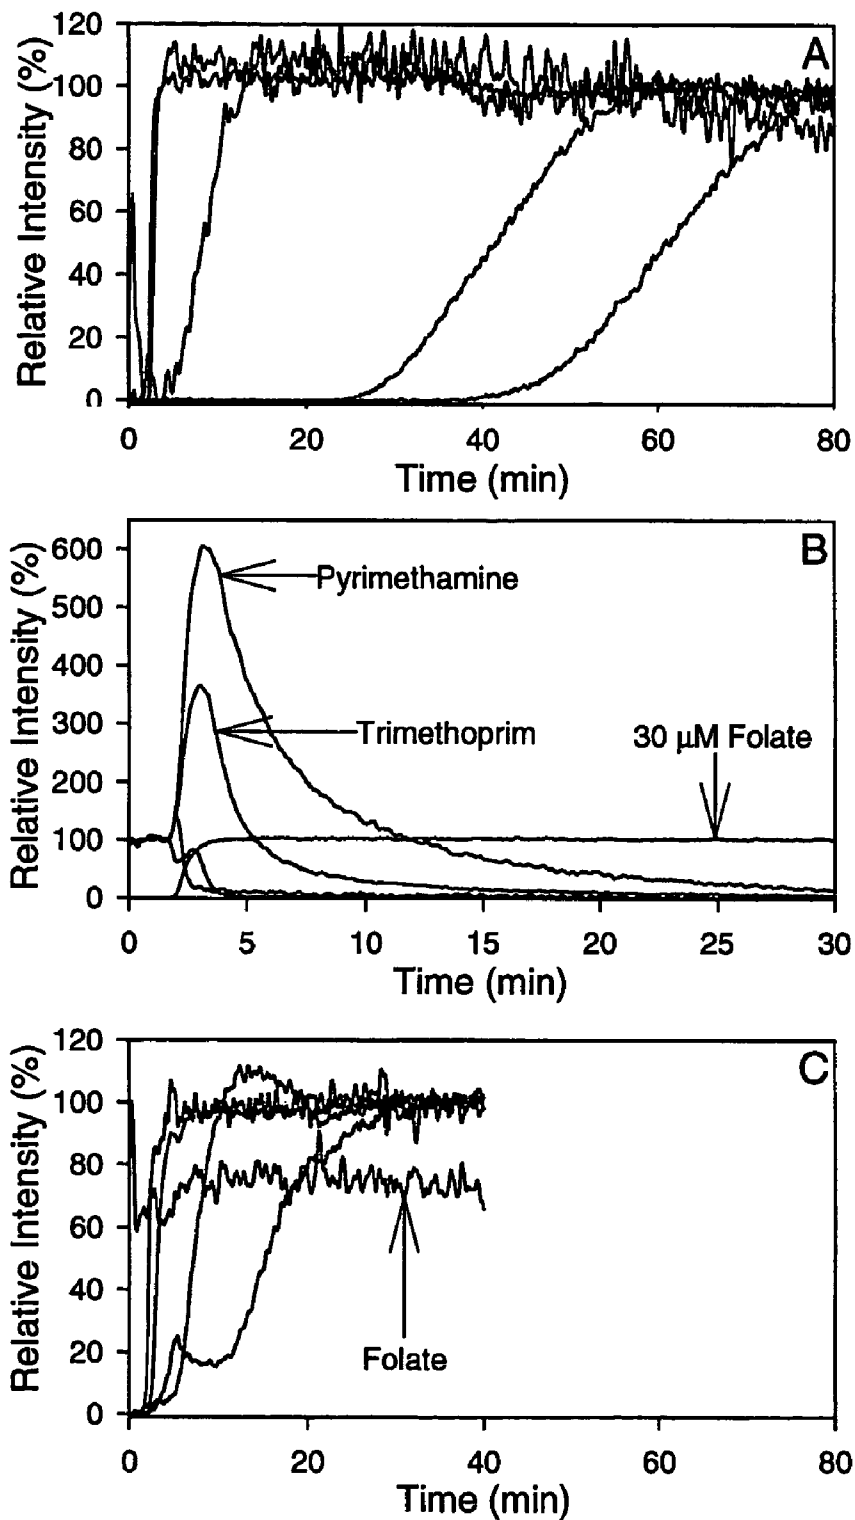 A
Relative Intensity (%)
120
100
80
60
40
20
0
0 20 40 60 80
Time (min)
B
Relative Intensity (%)
600
500
400
300
200
100
0
Pyrimethamine
Trimethoprim
30 µM Folate
0 5 10 15 20 25 30
Time (min)
C
Relative Intensity (%)
120
100
80
60
40
20
0
Folate
0 20 40 60 80
Time (min)